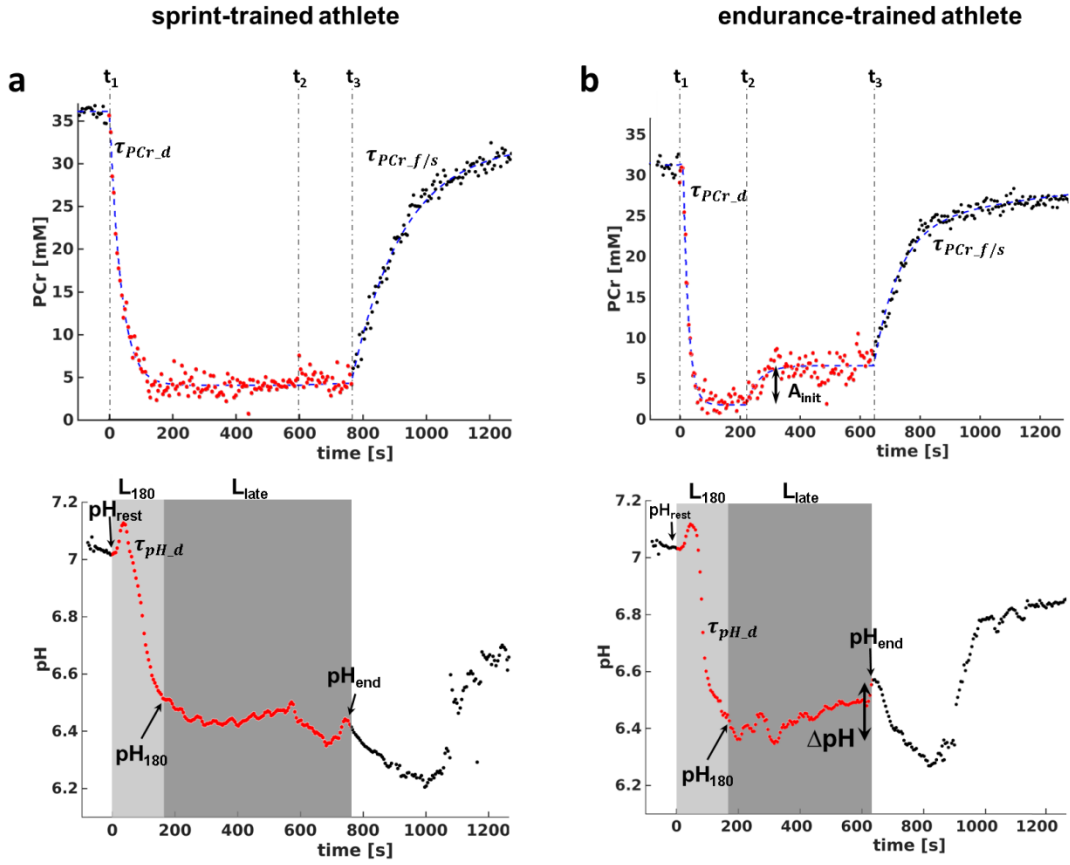 sprint-trained athlete
endurance-trained athlete
a
t1 t2 t3
35
30
25
20
15
10
5
0
PCr [mM]
τPCr_d
τPCr_f/s
0 200 400 600 800 1000 1200
time [s]
b
t1 t2 t3
35
30
25
20
15
10
5
0
PCr [mM]
τPCr_d
τPCr_f/s
Ainit
0 200 400 600 800 1000 1200
time [s]
L180 Llate
7.2
7
6.8
6.6
6.4
6.2
pH
pHrest
τpH_d
pHend
pH180
0 200 400 600 800 1000 1200
time [s]
L180 Llate
7.2
7
6.8
6.6
6.4
6.2
pH
pHrest
τpH_d
pHend
ΔpH
pH180
0 200 400 600 800 1000 1200
time [s]